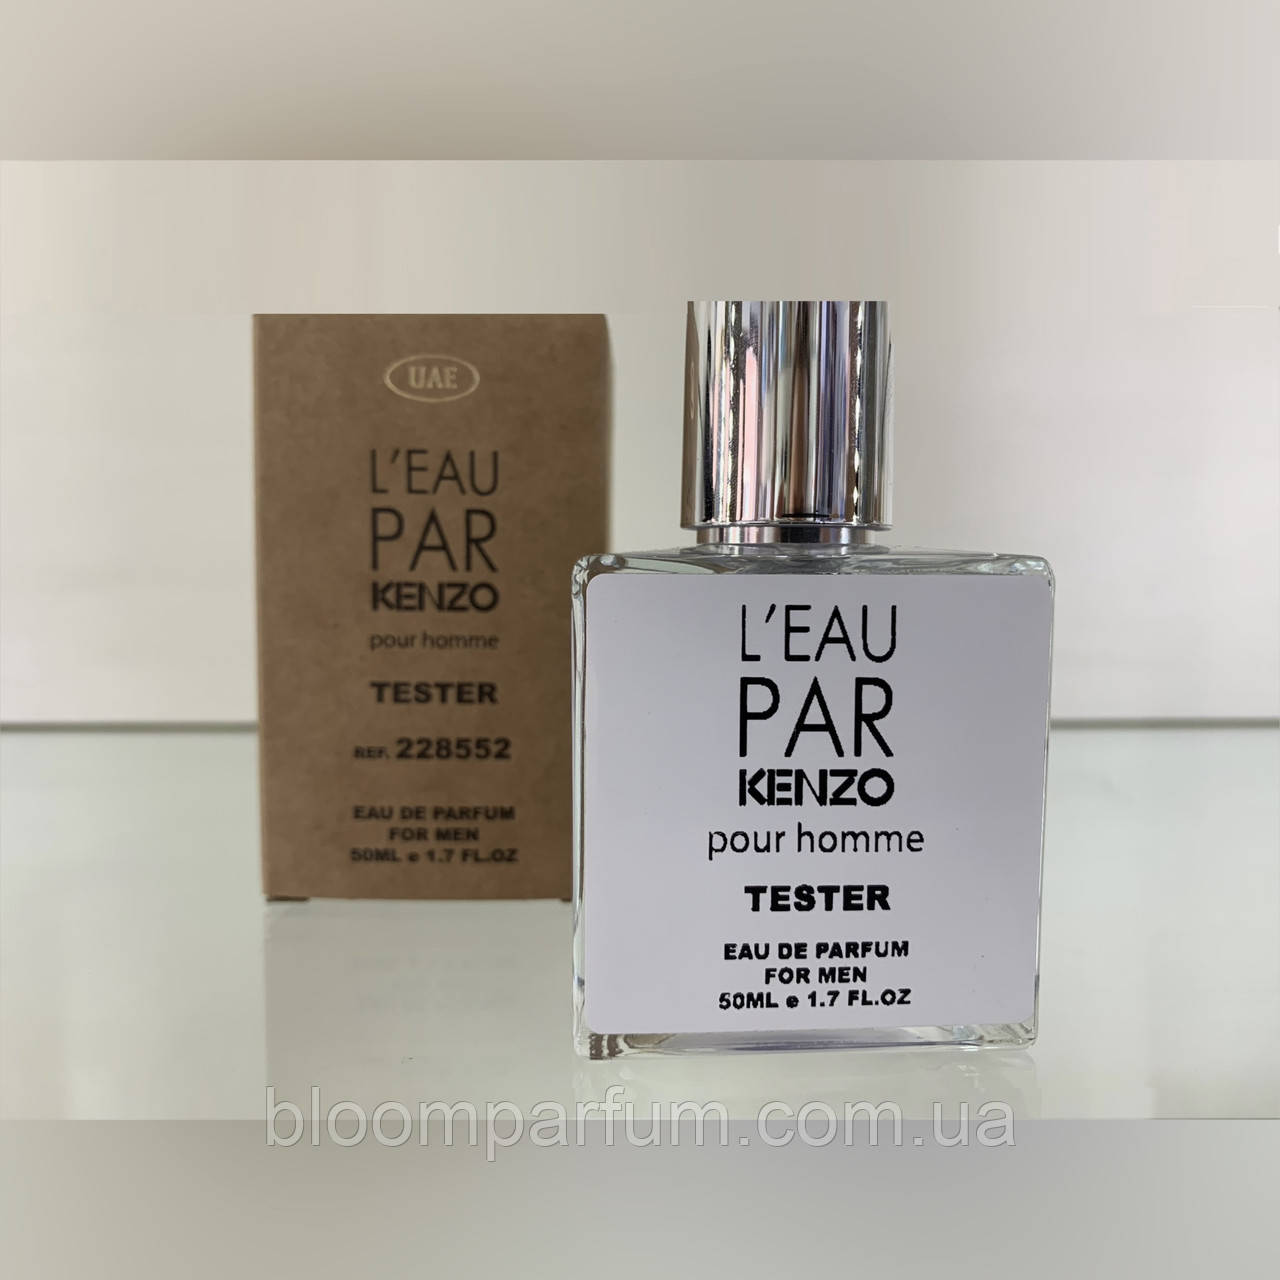 UAE
L'EAU
PAR
KENZO
pour homme
TESTER
REF. 228552
EAU DE PARFUM
FOR MEN
50ML e 1.7 FL.OZ
L'EAU
PAR
KENZO
pour homme
TESTER
EAU DE PARFUM
FOR MEN
50ML e 1.7 FL.OZ
bloomparfum.com.ua